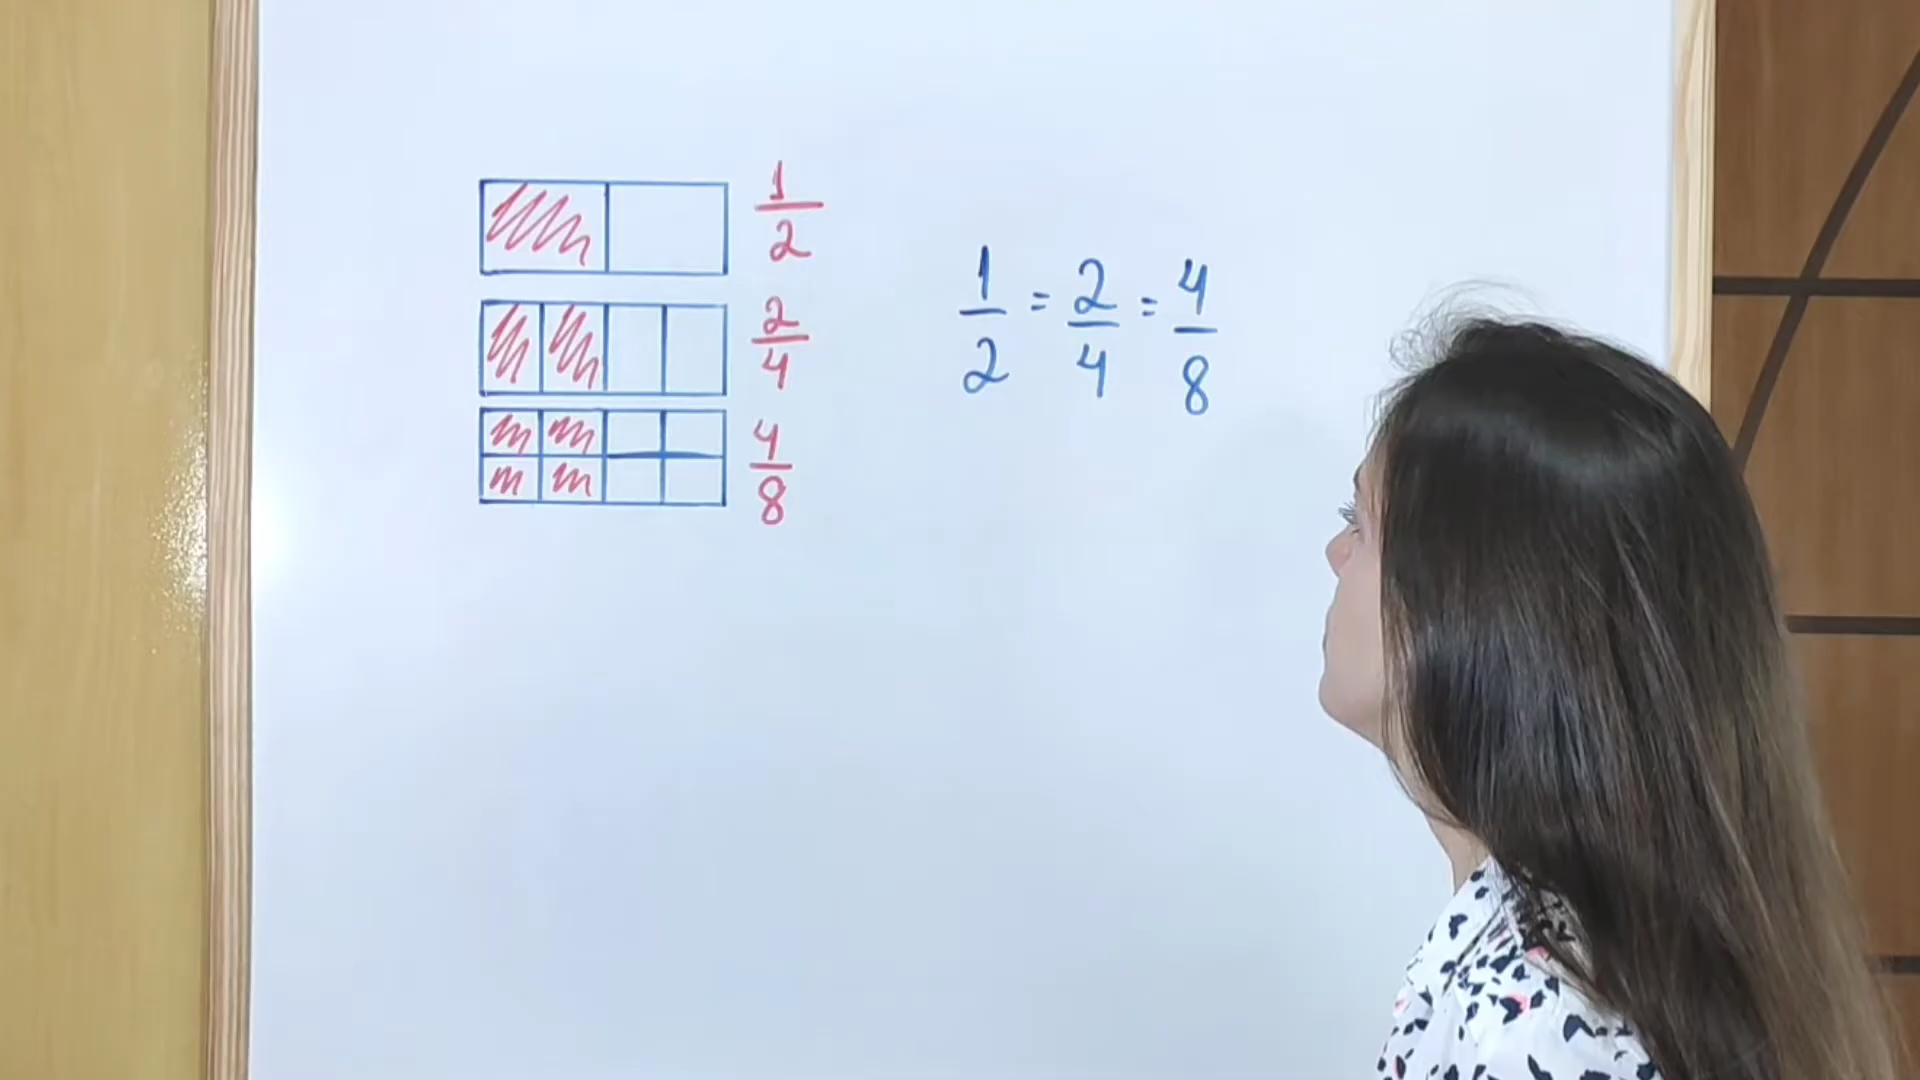 1/2
2/4
4/8
1/2 = 2/4 = 4/8